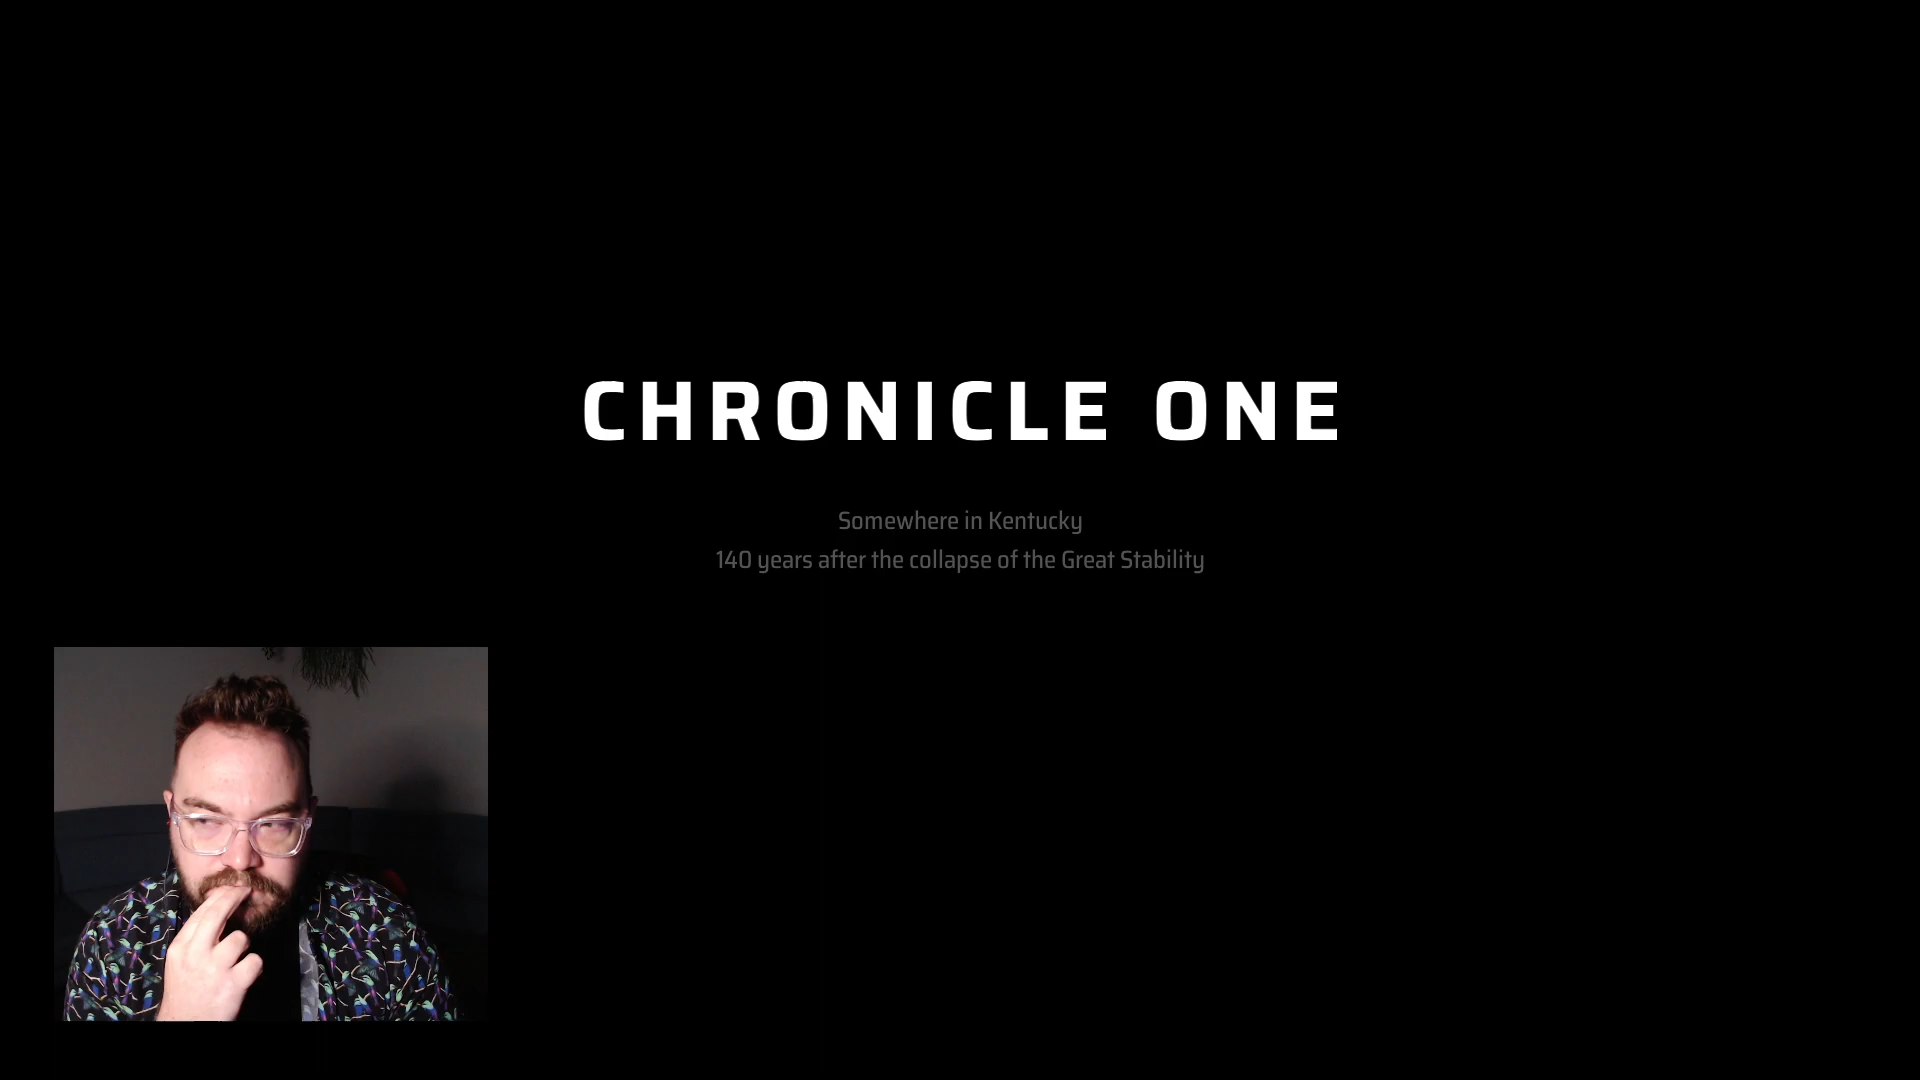 CHRONICLE ONE
Somewhere in Kentucky
140 years after the collapse of the Great Stability